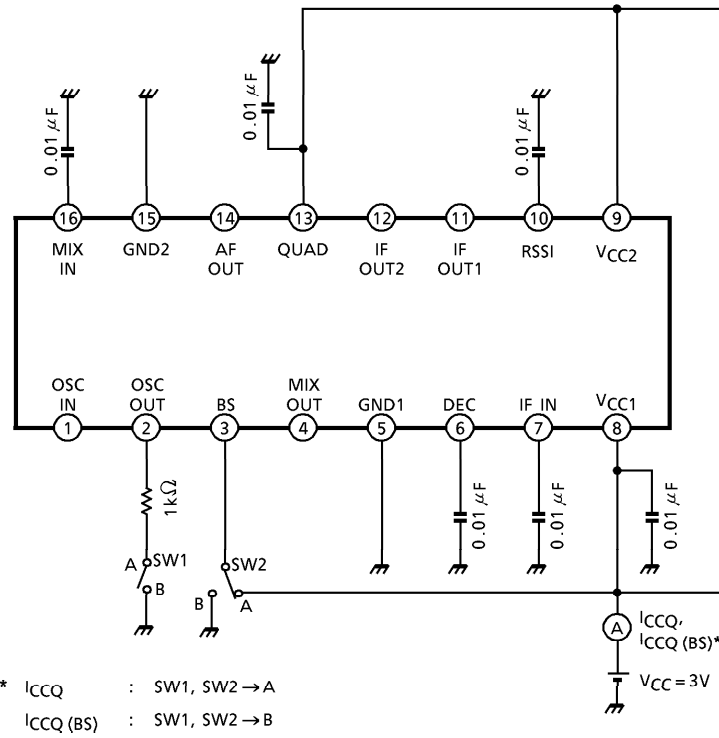 0.01 μF
0.01 μF
0.01 μF
16 15 14 13 12 11 10 9
MIX IN
GND2
AF OUT
QUAD
IF OUT2
IF OUT1
RSSI
VCC2
OSC IN
OSC OUT
BS
MIX OUT
GND1
DEC
IF IN
VCC1
1 2 3 4 5 6 7 8
1kΩ
0.01 μF
0.01 μF
0.01 μF
A SW1
B
SW2
B A
A
ICCQ,
ICCQ (BS)*
VCC = 3V
* ICCQ : SW1, SW2 → A
ICCQ (BS) : SW1, SW2 → B